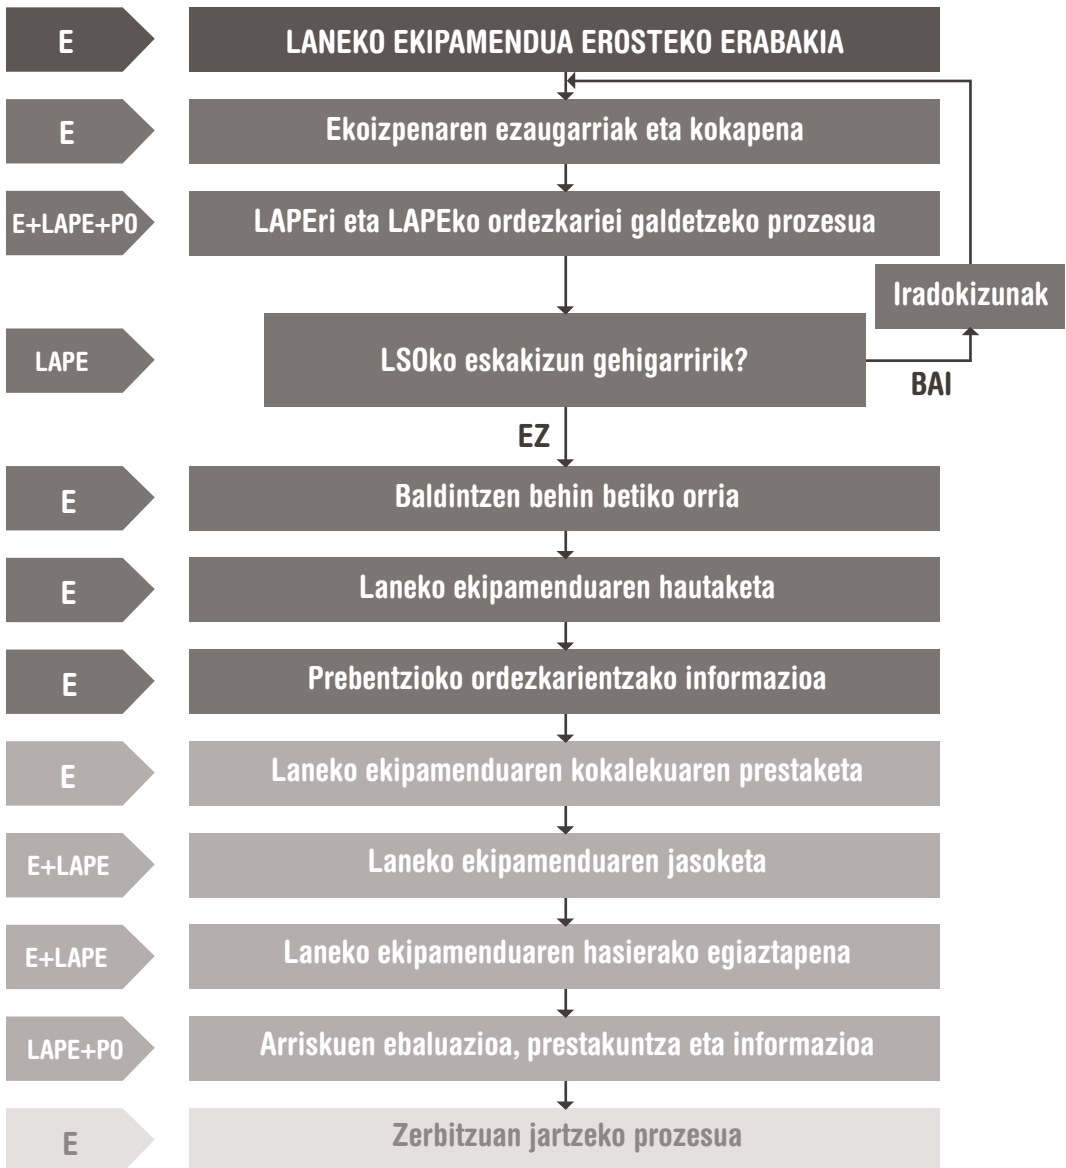 E
LANEKO EKIPAMENDUA EROSTEKO ERABAKIA
E
Ekoizpenaren ezaugarriak eta kokapena
E+LAPE+PO
LAPEri eta LAPEko ordezkariei galdetzeko prozesua
Iradokizunak
LAPE
LSOko eskakizun gehigarririk?
BAI
EZ
E
Baldintzen behin betiko orria
E
Laneko ekipamenduaren hautaketa
E
Prebentzioko ordezkarientzako informazioa
E
Laneko ekipamenduaren kokalekuaren prestaketa
E+LAPE
Laneko ekipamenduaren jasoketa
E+LAPE
Laneko ekipamenduaren hasierako egiaztapena
LAPE+PO
Arriskuen ebaluazioa, prestakuntza eta informazioa
E
Zerbitzuan jartzeko prozesua